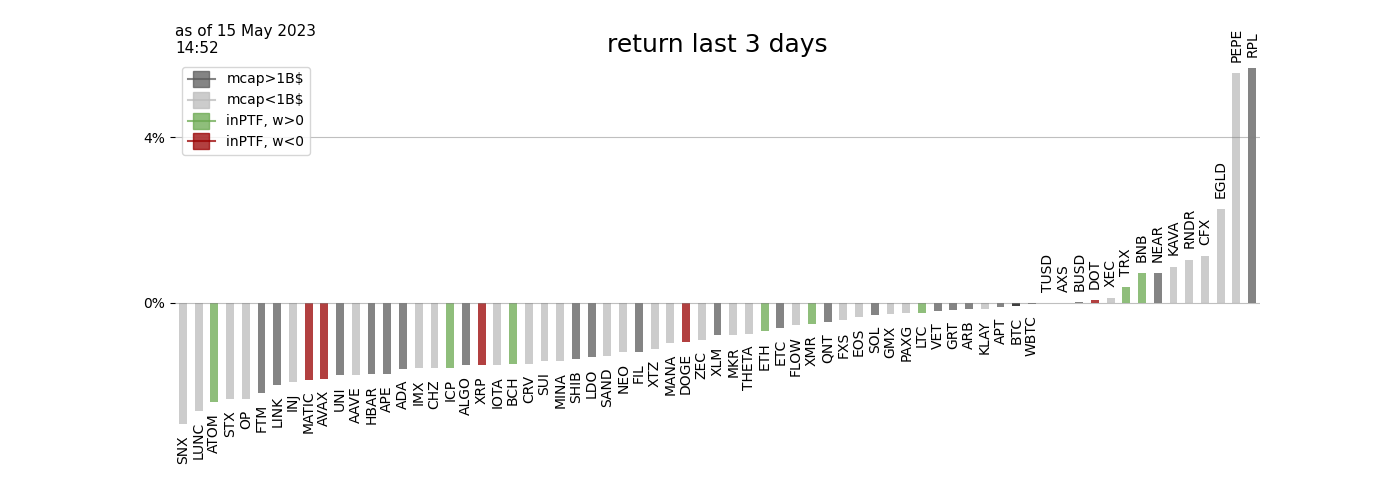 as of 15 May 2023
14:52
return last 3 days
mcap>1B$
mcap<1B$
inPTF, w>0
inPTF, w<0
4%
0%
SNX
LUNC
ATOM
STX
OP
FTM
LINK
INJ
MATIC
AVAX
UNI
AAVE
HBAR
APE
ADA
IMX
CHZ
ICP
ALGO
XRP
IOTA
BCH
CRV
SUI
MINA
SHIB
LDO
SAND
NEO
FIL
XTZ
MANA
DOGE
ZEC
XLM
MKR
THETA
ETH
ETC
FLOW
XMR
QNT
FXS
EOS
SOL
GMX
PAXG
LTC
VET
GRT
ARB
KLAY
APT
BTC
WBTC
TUSD
AXS
BUSD
DOT
XEC
TRX
BNB
NEAR
KAVA
RNDR
CFX
EGLD
PEPE
RPL